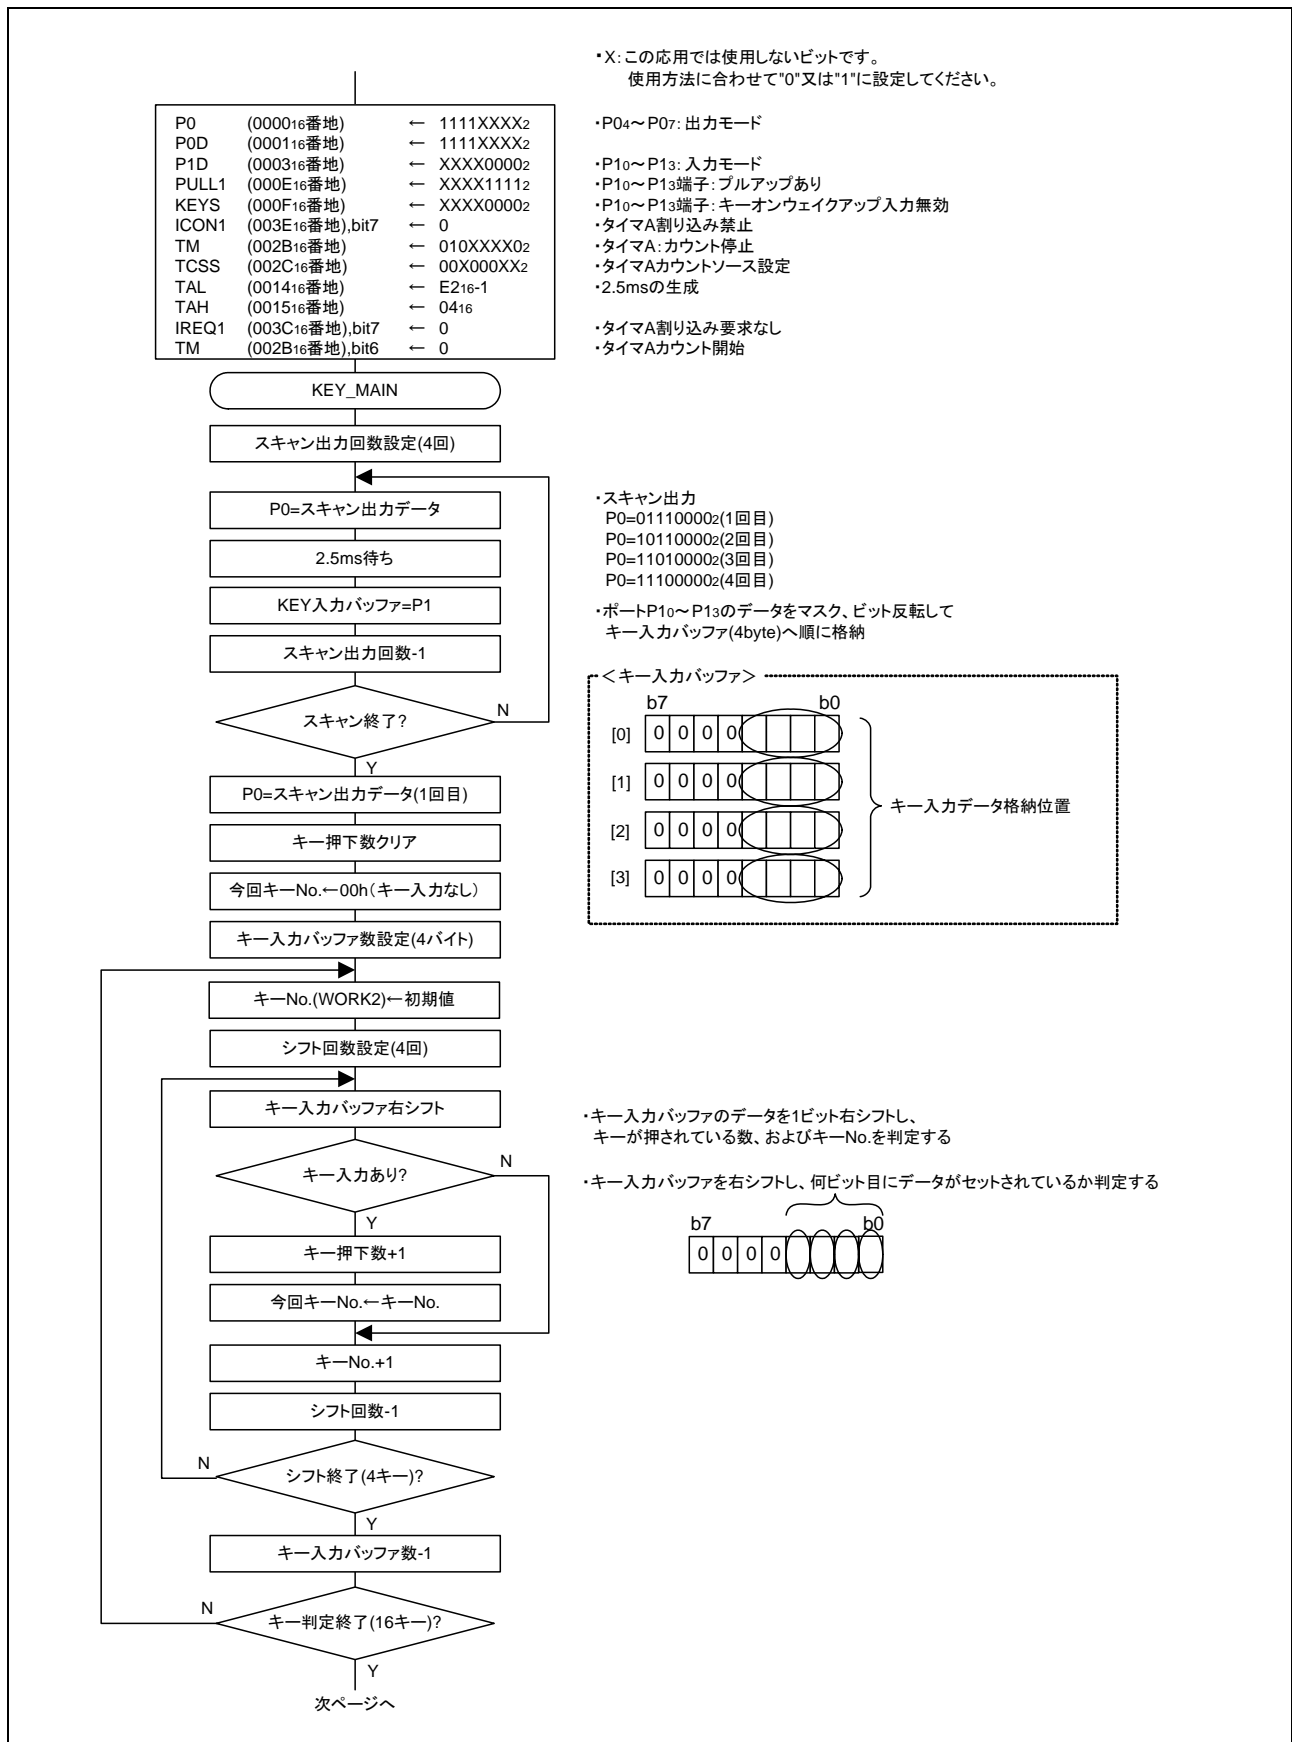 ・X：この応用では使用しないビットです。
使用方法に合わせて"0"又は"1"に設定してください。
P0 (000016番地) ← 1111XXXX2 ・P04～P07：出力モード
P0D (000116番地) ← 1111XXXX2
P1D (000316番地) ← XXXX00002 ・P10～P13：入力モード
PULL1 (000E16番地) ← XXXX11112 ・P10～P13端子：プルアップあり
KEYS (000F16番地) ← XXXX00002 ・P10～P13端子：キーオンウェイクアップ入力無効
ICON1 (003E16番地),bit7 ← 0 ・タイマA割り込み禁止
TM (002B16番地) ← 010XXXX02 ・タイマA：カウント停止
TCSS (002C16番地) ← 00X000XX2 ・タイマAカウントソース設定
TAL (001416番地) ← E216-1 ・2.5msの生成
TAH (001516番地) ← 0416
IREQ1 (003C16番地),bit7 ← 0 ・タイマA割り込み要求なし
TM (002B16番地),bit6 ← 0 ・タイマAカウント開始
KEY_MAIN
スキャン出力回数設定(4回)
P0=スキャン出力データ
2.5ms待ち
KEY入力バッファ=P1
スキャン出力回数-1
スキャン終了?
N
Y
・スキャン出力
P0=011100002(1回目)
P0=101100002(2回目)
P0=110100002(3回目)
P0=111000002(4回目)
・ポートP10～P13のデータをマスク、ビット反転して
キー入力バッファ(4byte)へ順に格納
＜キー入力バッファ＞
b7 b0
[0] 0 0 0 0
[1] 0 0 0 0
[2] 0 0 0 0
[3] 0 0 0 0
キー入力データ格納位置
P0=スキャン出力データ(1回目)
キー押下数クリア
今回キーNo.←00h（キー入力なし）
キー入力バッファ数設定(4バイト)
キーNo.(WORK2)←初期値
シフト回数設定(4回)
キー入力バッファ右シフト
キー入力あり?
N
Y
・キー入力バッファのデータを1ビット右シフトし、
キーが押されている数、およびキーNo.を判定する
・キー入力バッファを右シフトし、何ビット目にデータがセットされているか判定する
b7 b0
0 0 0 0
キー押下数+1
今回キーNo.←キーNo.
キーNo.+1
シフト回数-1
シフト終了(4キー)?
N
Y
キー入力バッファ数-1
キー判定終了(16キー)?
N
Y
次ページへ